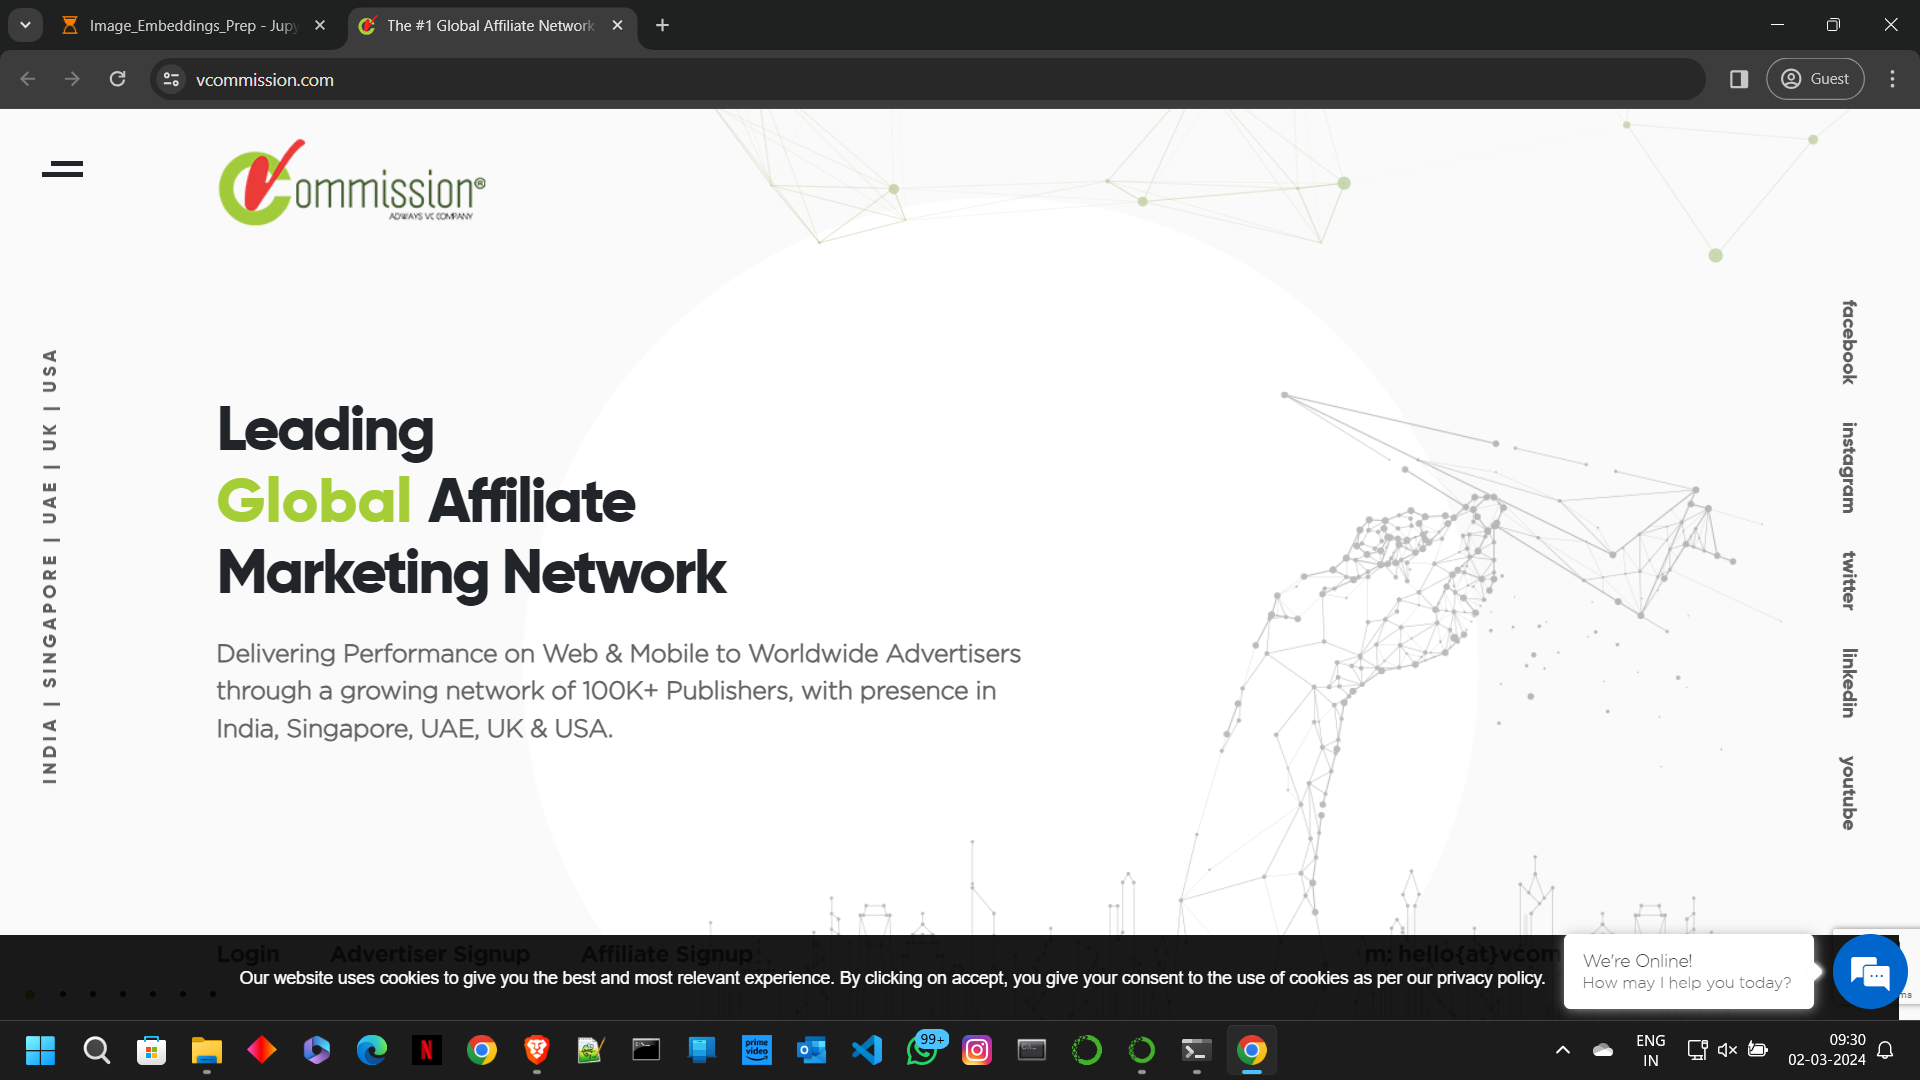 Image_Embeddings_Prep - Jupy
The #1 Global Affiliate Network
vcommission.com
Guest
ommission®
ADWAYS VC COMPANY
INDIA | SINGAPORE | UAE | UK | USA
facebook
instagram
twitter
linkedin
youtube
Leading
Global Affiliate
Marketing Network
Delivering Performance on Web & Mobile to Worldwide Advertisers
through a growing network of 100K+ Publishers, with presence in
India, Singapore, UAE, UK & USA.
Login Advertiser Signup Affiliate Signup m: hello{at}vcom
Our website uses cookies to give you the best and most relevant experience. By clicking on accept, you give your consent to the use of cookies as per our privacy policy.
We're Online!
How may I help you today?
ms
prime video
99+
ENG
IN
09:30
02-03-2024